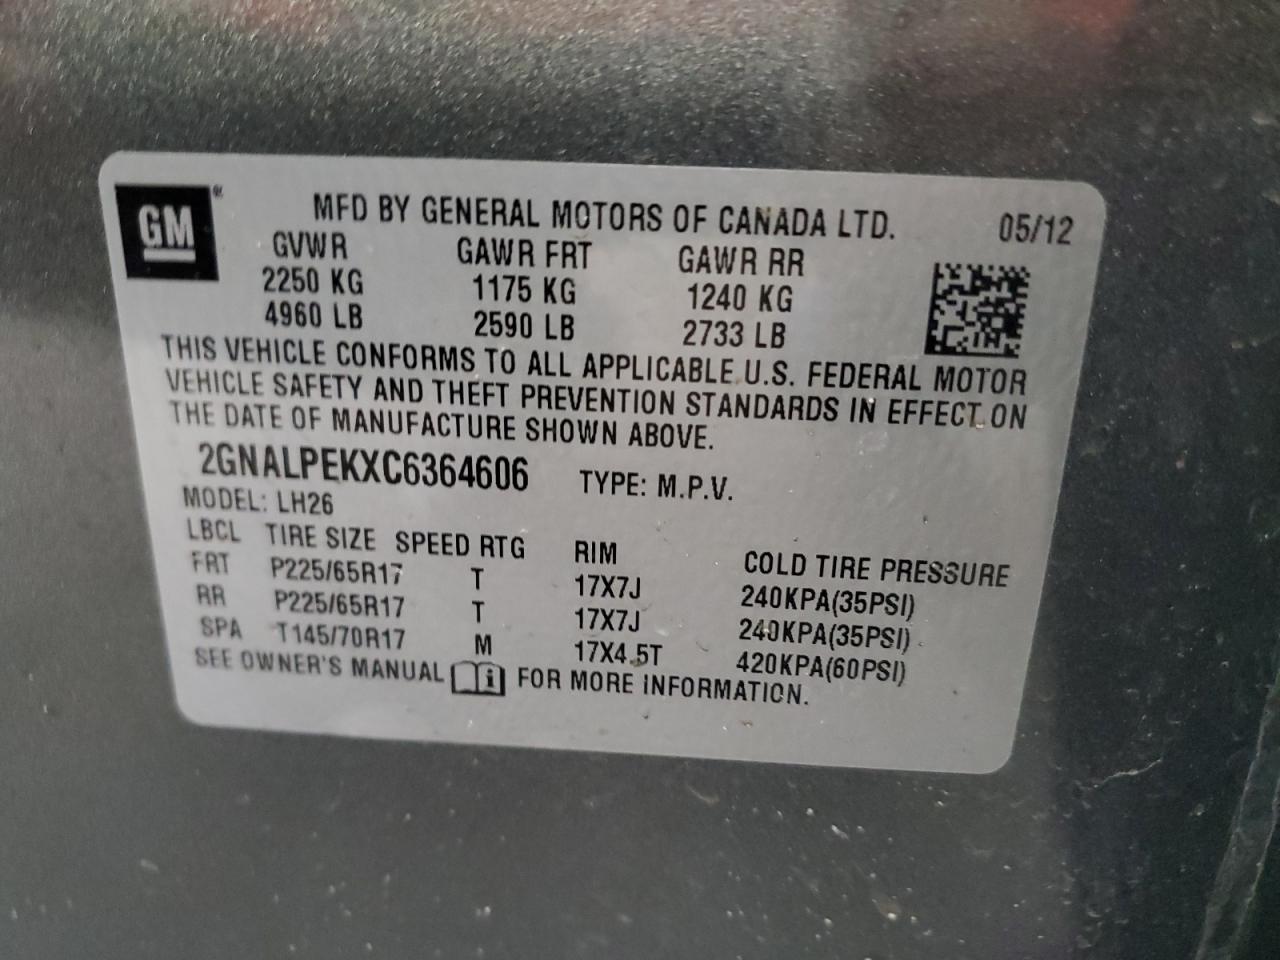 GM®
MFD BY GENERAL MOTORS OF CANADA LTD. 05/12
GVWR GAWR FRT GAWR RR
2250 KG 1175 KG 1240 KG
4960 LB 2590 LB 2733 LB
THIS VEHICLE CONFORMS TO ALL APPLICABLE U.S. FEDERAL MOTOR
VEHICLE SAFETY AND THEFT PREVENTION STANDARDS IN EFFECT ON
THE DATE OF MANUFACTURE SHOWN ABOVE.
2GNALPEKXC6364606 TYPE: M.P.V.
MODEL: LH26
LBCL TIRE SIZE SPEED RTG RIM COLD TIRE PRESSURE
FRT P225/65R17 T 17X7J 240KPA(35PSI)
RR P225/65R17 T 17X7J 240KPA(35PSI)
SPA T145/70R17 M 17X4.5T 420KPA(60PSI)
SEE OWNER'S MANUAL i FOR MORE INFORMATION.